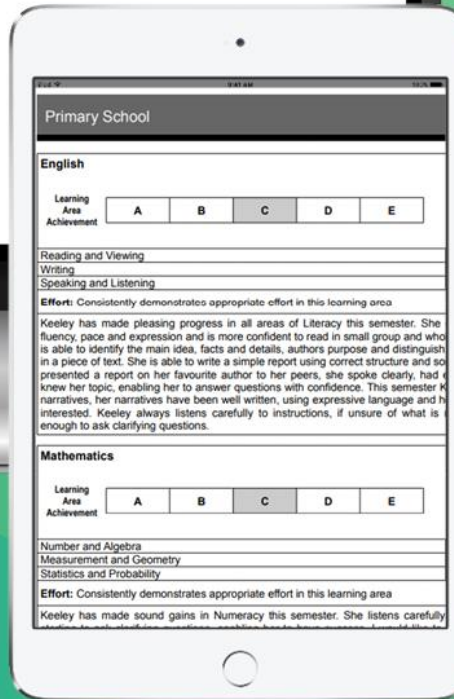 9:41 AM
Primary School
English
Learning
Area
Achievement
A B C D E
Reading and Viewing
Writing
Speaking and Listening
Effort: Consistently demonstrates appropriate effort in this learning area
Keeley has made pleasing progress in all areas of Literacy this semester. She
fluency, pace and expression and is more confident to read in small group and who
is able to identify the main idea, facts and details, authors purpose and distinguish
in a piece of text. She is able to write a simple report using correct structure and so
presented a report on her favourite author to her peers, she spoke clearly, had
knew her topic, enabling her to answer questions with confidence. This semester K
narratives, her narratives have been well written, using expressive language and h
interested. Keeley always listens carefully to instructions, if unsure of what is
enough to ask clarifying questions.
Mathematics
Learning
Area
Achievement
A B C D E
Number and Algebra
Measurement and Geometry
Statistics and Probability
Effort: Consistently demonstrates appropriate effort in this learning area
Keeley has made sound gains in Numeracy this semester. She listens carefully